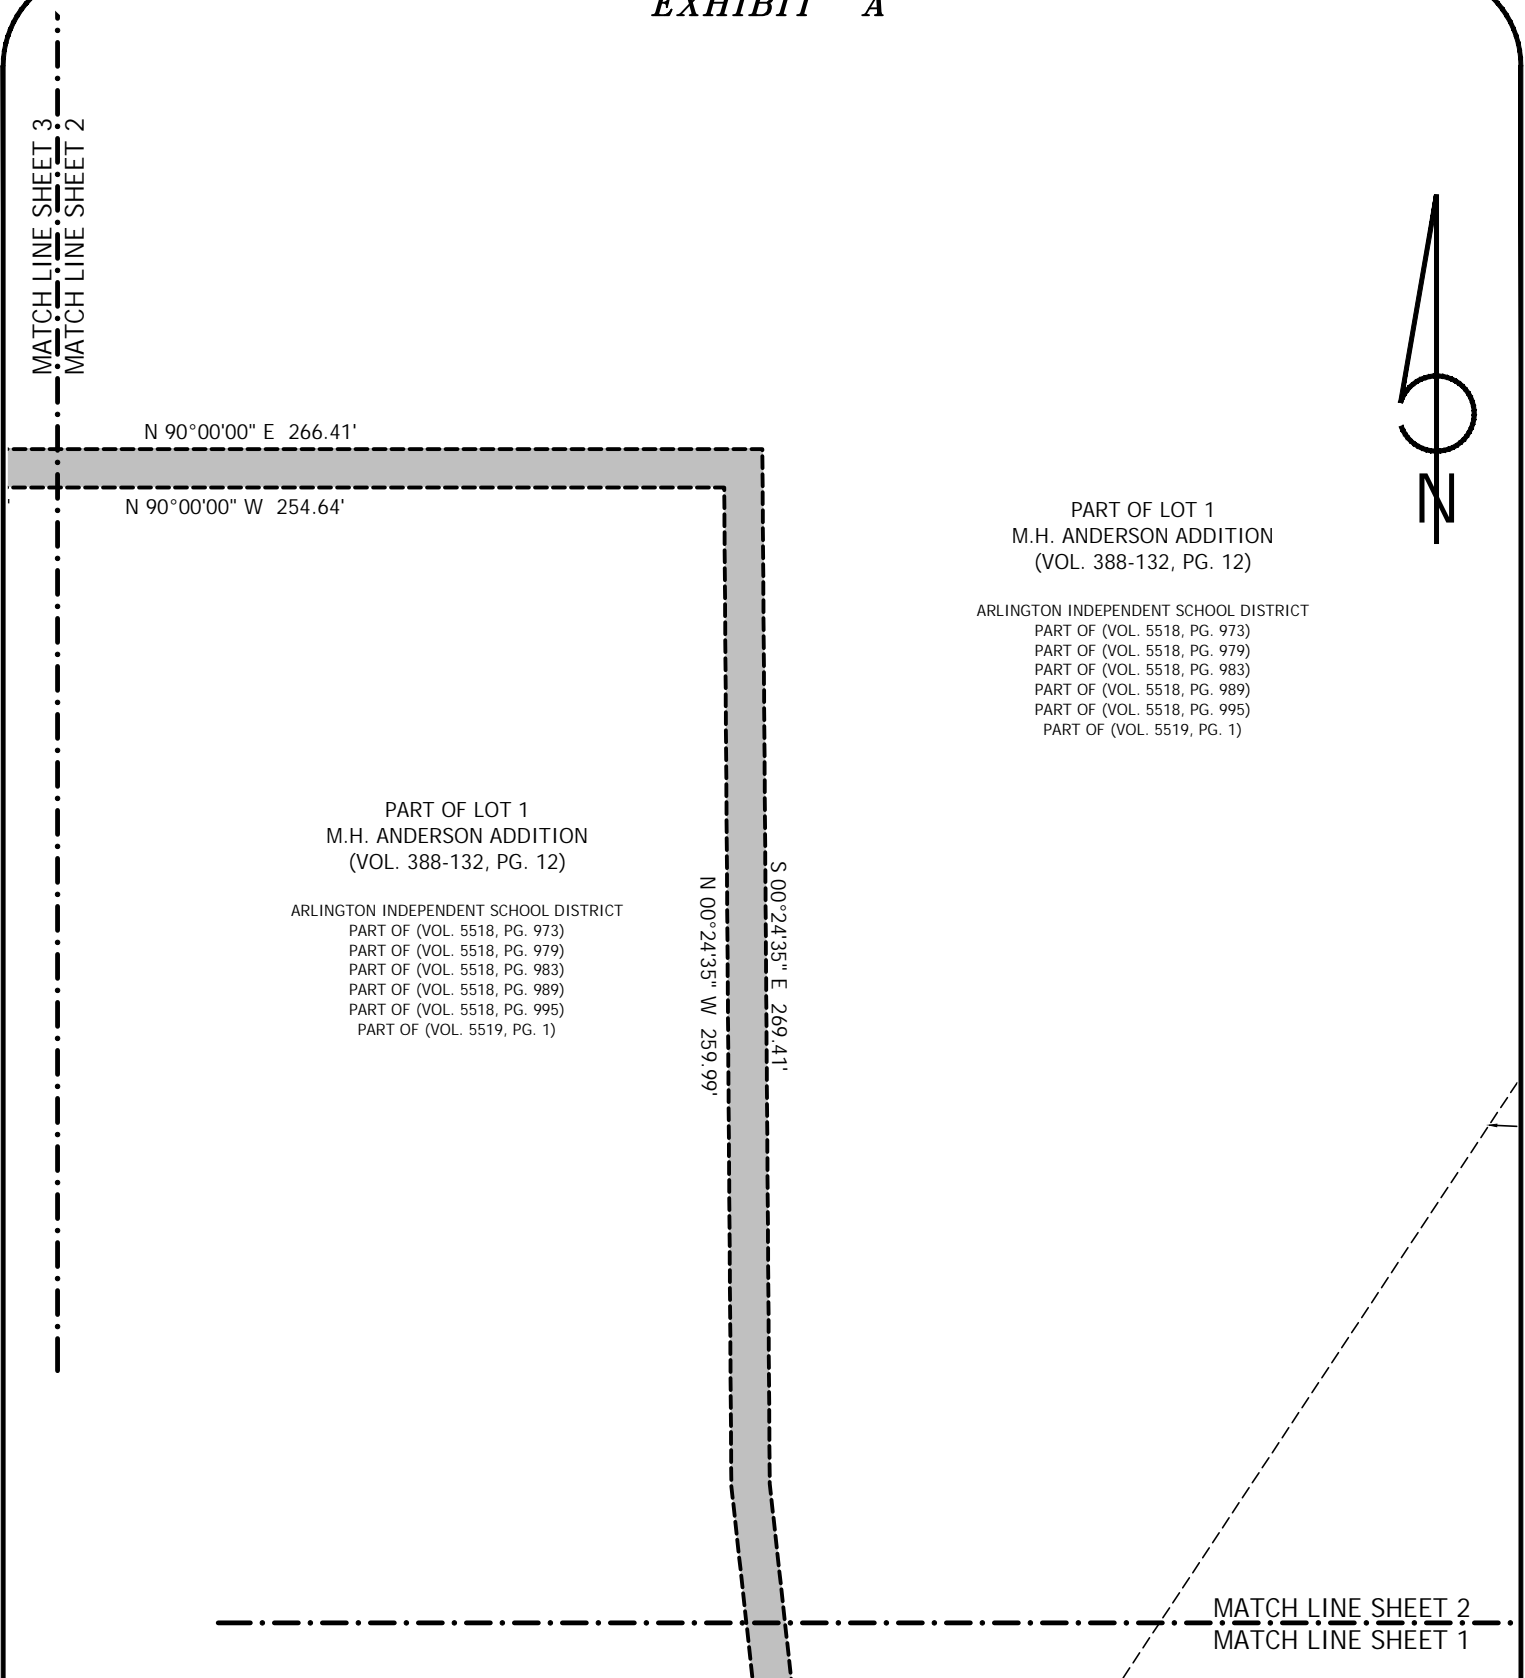 EXHIBIT "A"
MATCH LINE SHEET 3
MATCH LINE SHEET 2
N 90°00'00" E 266.41'
' N 90°00'00" W 254.64'
N
PART OF LOT 1
M.H. ANDERSON ADDITION
(VOL. 388-132, PG. 12)
ARLINGTON INDEPENDENT SCHOOL DISTRICT
PART OF (VOL. 5518, PG. 973)
PART OF (VOL. 5518, PG. 979)
PART OF (VOL. 5518, PG. 983)
PART OF (VOL. 5518, PG. 989)
PART OF (VOL. 5518, PG. 995)
PART OF (VOL. 5519, PG. 1)
PART OF LOT 1
M.H. ANDERSON ADDITION
(VOL. 388-132, PG. 12)
ARLINGTON INDEPENDENT SCHOOL DISTRICT
PART OF (VOL. 5518, PG. 973)
PART OF (VOL. 5518, PG. 979)
PART OF (VOL. 5518, PG. 983)
PART OF (VOL. 5518, PG. 989)
PART OF (VOL. 5518, PG. 995)
PART OF (VOL. 5519, PG. 1)
N 00°24'35" W 259.99'
S 00°24'35" E 269.41'
MATCH LINE SHEET 2
MATCH LINE SHEET 1